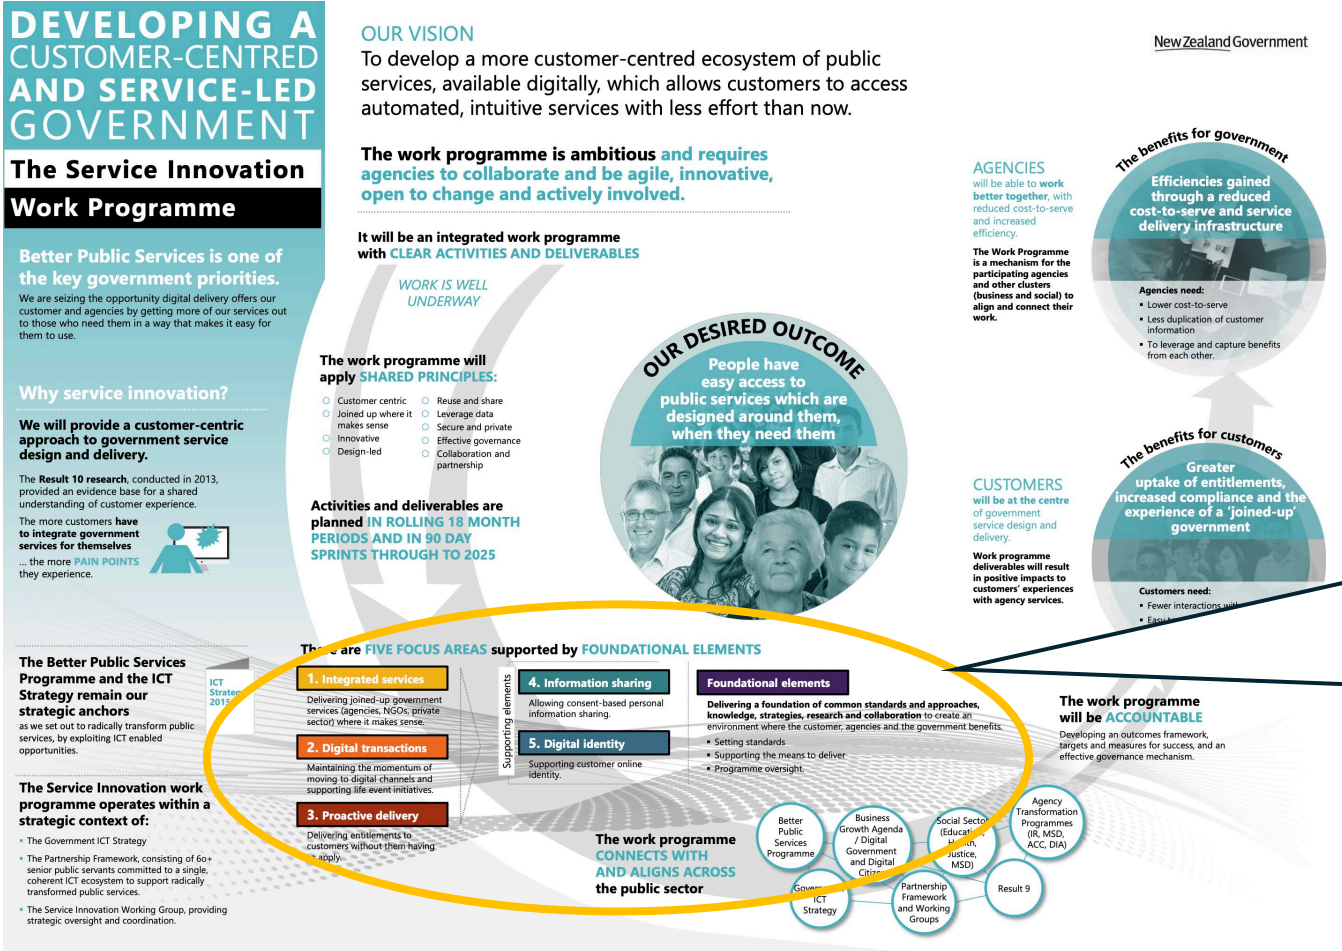 DEVELOPING A
CUSTOMER-CENTRED
AND SERVICE-LED
GOVERNMENT
The Service Innovation
Work Programme
Better Public Services is one of
the key government priorities.
We are seizing the opportunity digital delivery offers our
customer and agencies by getting more of our services out
to those who need them in a way that makes it easy for
them to use.
Why service innovation?
We will provide a customer-centric
approach to government service
design and delivery.
The Result 10 research, conducted in 2013,
provided an evidence base for a shared
understanding of customer experience.
The more customers have
to integrate government
services for themselves
... the more PAIN POINTS
they experience.
The Better Public Services
Programme and the ICT
Strategy remain our
strategic anchors
as we set out to radically transform public
services, by exploiting ICT enabled
opportunities.
ICT
2015
The Service Innovation work
programme operates within a
strategic context of:
The Government ICT Strategy
The Partnership Framework, consisting of 60+
senior public servants committed to a single,
coherent ICT ecosystem to support radically
transformed public services.
The Service Innovation Working Group, providing
strategic oversight and coordination.
OUR VISION
To develop a more customer-centred ecosystem of public
services, available digitally, which allows customers to access
automated, intuitive services with less effort than now.
The work programme is ambitious and requires
agencies to collaborate and be agile, innovative,
open to change and actively involved.
It will be an integrated work programme
with CLEAR ACTIVITIES AND DELIVERABLES
WORK IS WELL
UNDERWAY
The work programme will
apply SHARED PRINCIPLES:
Customer centric
Joined up where it
makes sense
Innovative
Design-led
Reuse and share
Leverage data
Secure and private
Effective governance
Collaboration and
partnership
Activities and deliverables are
planned IN ROLLING 18 MONTH
PERIODS AND IN 90 DAY
SPRINTS THROUGH TO 2025
OUR DESIRED OUTCOME
People have
easy access to
public services which are
designed around them,
when they need them
New Zealand Government
AGENCIES
will be able to work
better together, with
reduced cost-to-serve
and increased
efficiency.
The Work Programme
is a mechanism for the
participating agencies
and other clusters
(business and social) to
align and connect their
work.
The benefits for government
Efficiencies gained
through a reduced
cost-to-serve and service
delivery infrastructure
Agencies need:
Lower cost-to-serve
Less duplication of customer
information
To leverage and capture benefits
from each other.
CUSTOMERS
will be at the centre
of government
service design and
delivery.
Work programme
deliverables will result
in positive impacts to
customers' experiences
with agency services.
The benefits for customers
Greater
uptake of entitlements,
increased compliance and the
experience of a 'joined-up'
government
Customers need:
Fewer interactions
There are FIVE FOCUS AREAS supported by FOUNDATIONAL ELEMENTS
1. Integrated services
Delivering joined-up government
services (agencies, NGOs, private
sector) where it makes sense.
2. Digital transactions
Maintaining the momentum of
moving to digital channels and
supporting life event initiatives.
3. Proactive delivery
Delivering entitlements to
customers without them having
apply.
Supporting elements
4. Information sharing
Allowing consent-based personal
information sharing.
5. Digital identity
Supporting customer online
identity.
Foundational elements
Delivering a foundation of common standards and approaches,
knowledge, strategies, research and collaboration to create an
environment where the customer, agencies and the government benefits.
Setting standards
Supporting the means to deliver
Programme oversight.
The work programme
will be ACCOUNTABLE
Developing an outcomes framework,
targets and measures for success, and an
effective governance mechanism.
The work programme
CONNECTS WITH
AND ALIGNS ACROSS
the public sector
Better
Public
Services
Programme
Business
Growth Agenda
/ Digital
Government
and Digital
Social Sector
Justice,
MSD)
Agency
Transformation
Programmes
(IR, MSD,
ACC, DIA)
ICT
Strategy
Partnership
Framework
and Working
Groups
Result 9